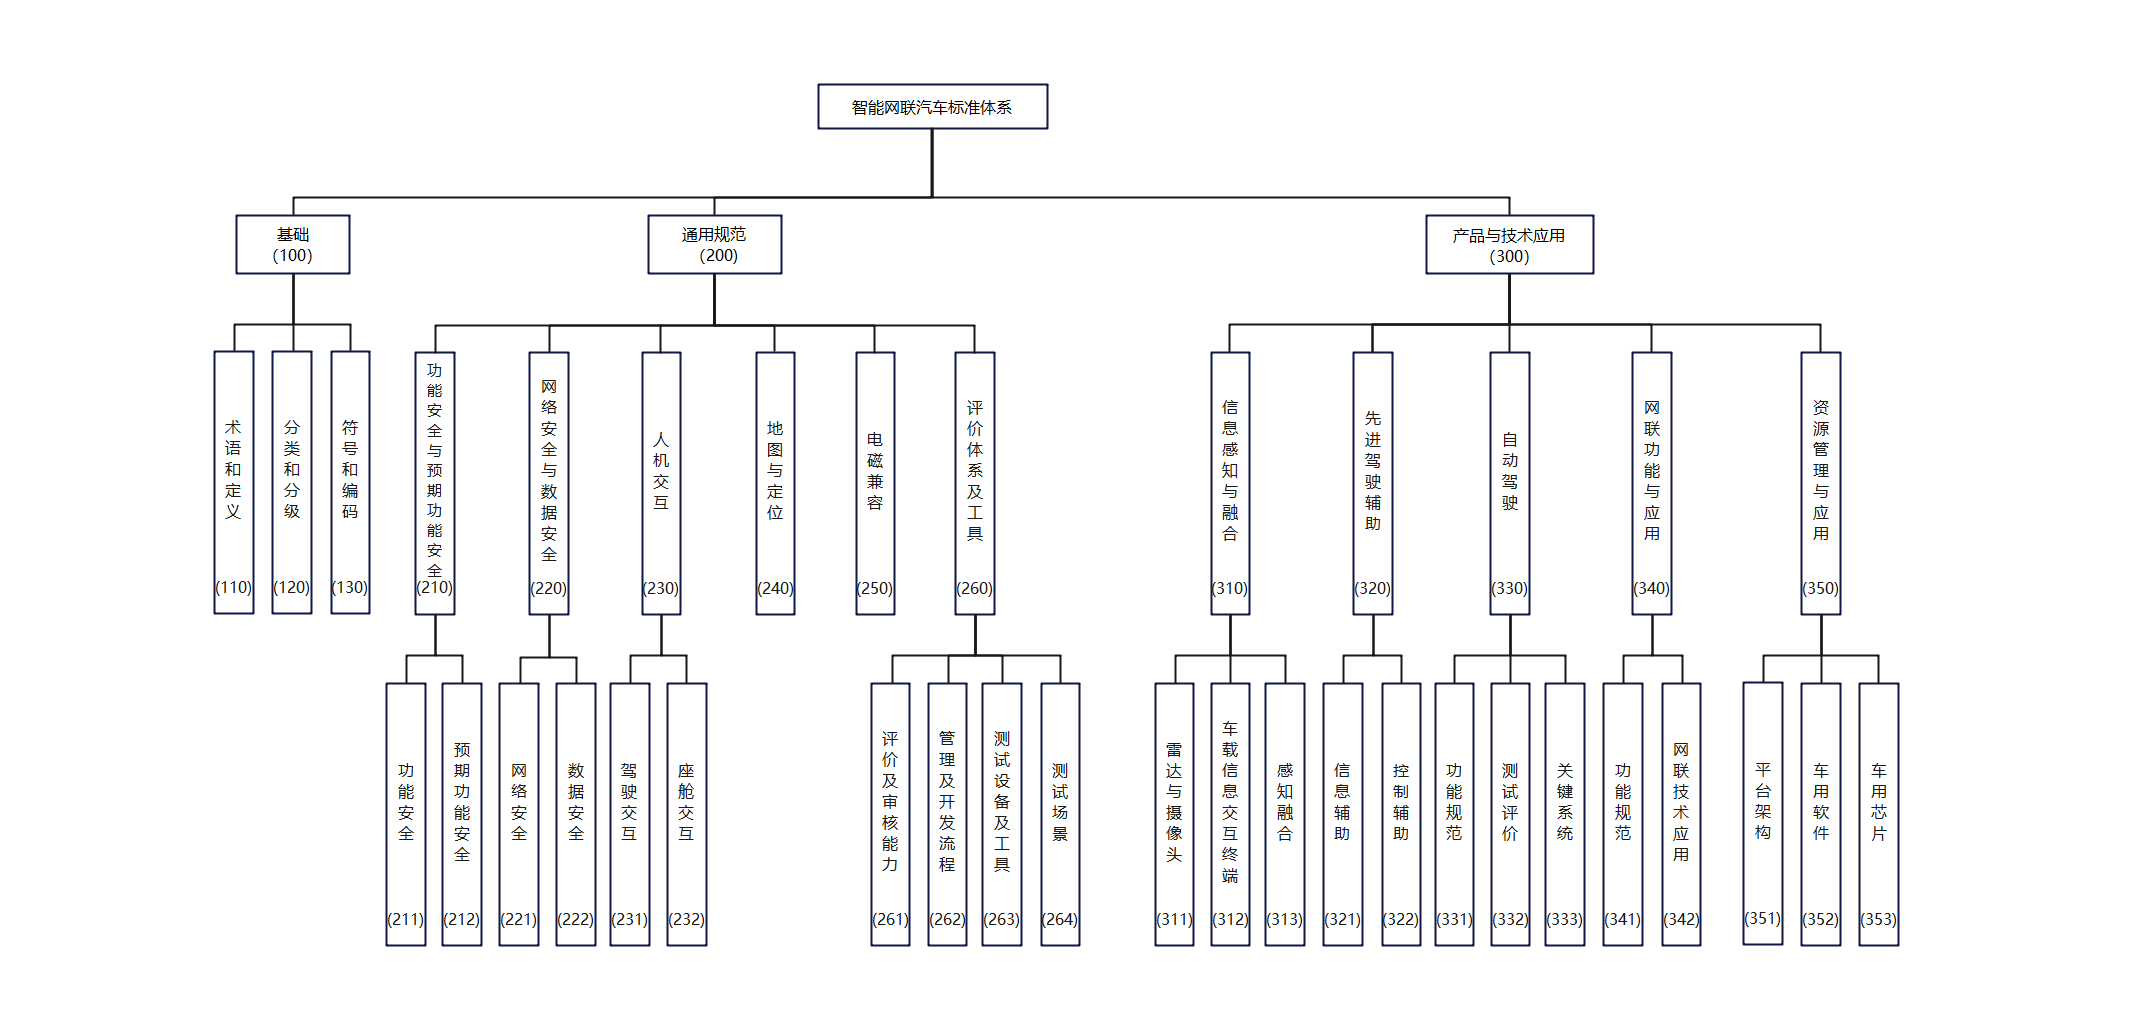 智能网联汽车标准体系
基础
（100）
通用规范
（200)
产品与技术应用
（300）
术语和定义
(110)
分类和分级
(120)
符号和编码
(130)
功能安全与预期功能安全
(210)
网络安全与数据安全
(220)
人机交互
(230)
地图与定位
(240)
电磁兼容
(250)
评价体系及工具
(260)
信息感知与融合
(310)
先进驾驶辅助
(320)
自动驾驶
(330)
网联功能与应用
(340)
资源管理与应用
(350)
功能安全
(211)
预期功能安全
(212)
网络安全
(221)
数据安全
(222)
驾驶交互
(231)
座舱交互
(232)
评价及审核能力
(261)
管理及开发流程
(262)
测试设备及工具
(263)
测试场景
(264)
雷达与摄像头
(311)
车载信息交互终端
(312)
感知融合
(313)
信息辅助
(321)
控制辅助
(322)
功能规范
(331)
测试评价
(332)
关键系统
(333)
功能规范
(341)
网联技术应用
(342)
平台架构
(351)
车用软件
(352)
车用芯片
(353)